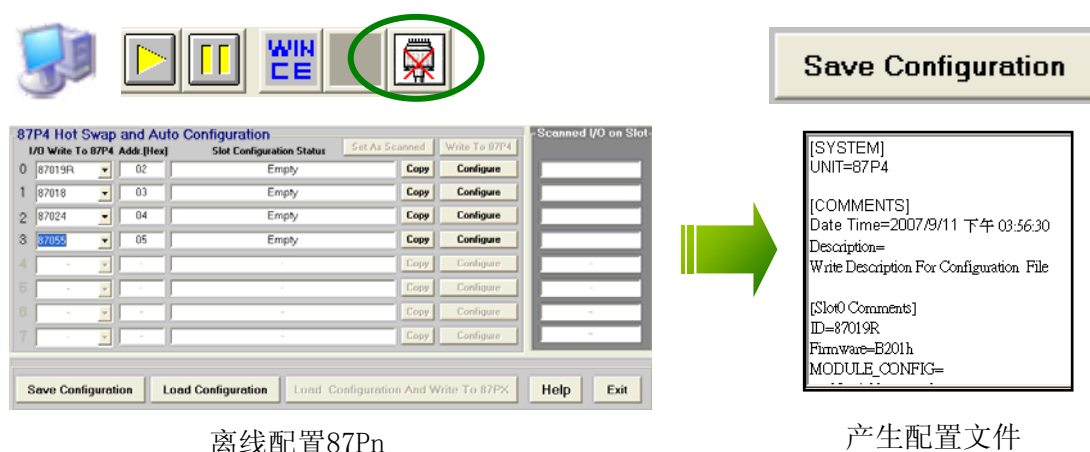 WIN
CE
Save Configuration
87P4 Hot Swap and Auto Configuration
I/O Write To 87P4 Addr.[Hex] Slot Configuration Status Set As Scanned Write To 87P4
Scanned I/O on Slot
0 87019R 02 Empty Copy Configure
1 87018 03 Empty Copy Configure
2 87024 04 Empty Copy Configure
3 87055 05 Empty Copy Configure
4 - - - Copy Configure -
5 - - - Copy Configure -
6 - - - Copy Configure -
7 - - - Copy Configure -
Save Configuration Load Configuration Load Configuration And Write To 87PX Help Exit
离线配置87Pn
[SYSTEM]
UNIT=87P4
[COMMENTS]
Date Time=2007/9/11 下午 03:56:30
Description=
Write Description For Configuration File
[Slot0 Comments]
ID=87019R
Firmware=B201h
MODULE_CONFIG=
产生配置文件